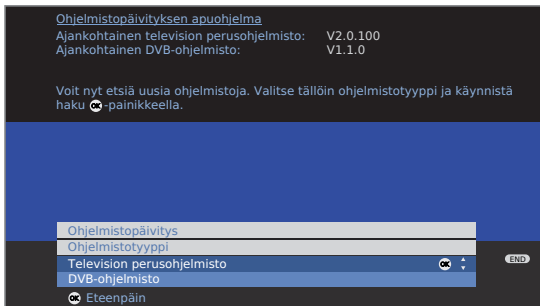 Ohjelmistopäivityksen apuohjelma
Ajankohtainen television perusohjelmisto: V2.0.100
Ajankohtainen DVB-ohjelmisto: V1.1.0
Voit nyt etsiä uusia ohjelmistoja. Valitse tällöin ohjelmistotyyppi ja käynnistä
haku OK-painikkeella.
Ohjelmistopäivitys
Ohjelmistotyyppi
Television perusohjelmisto OK
END
DVB-ohjelmisto
OK Eteenpäin